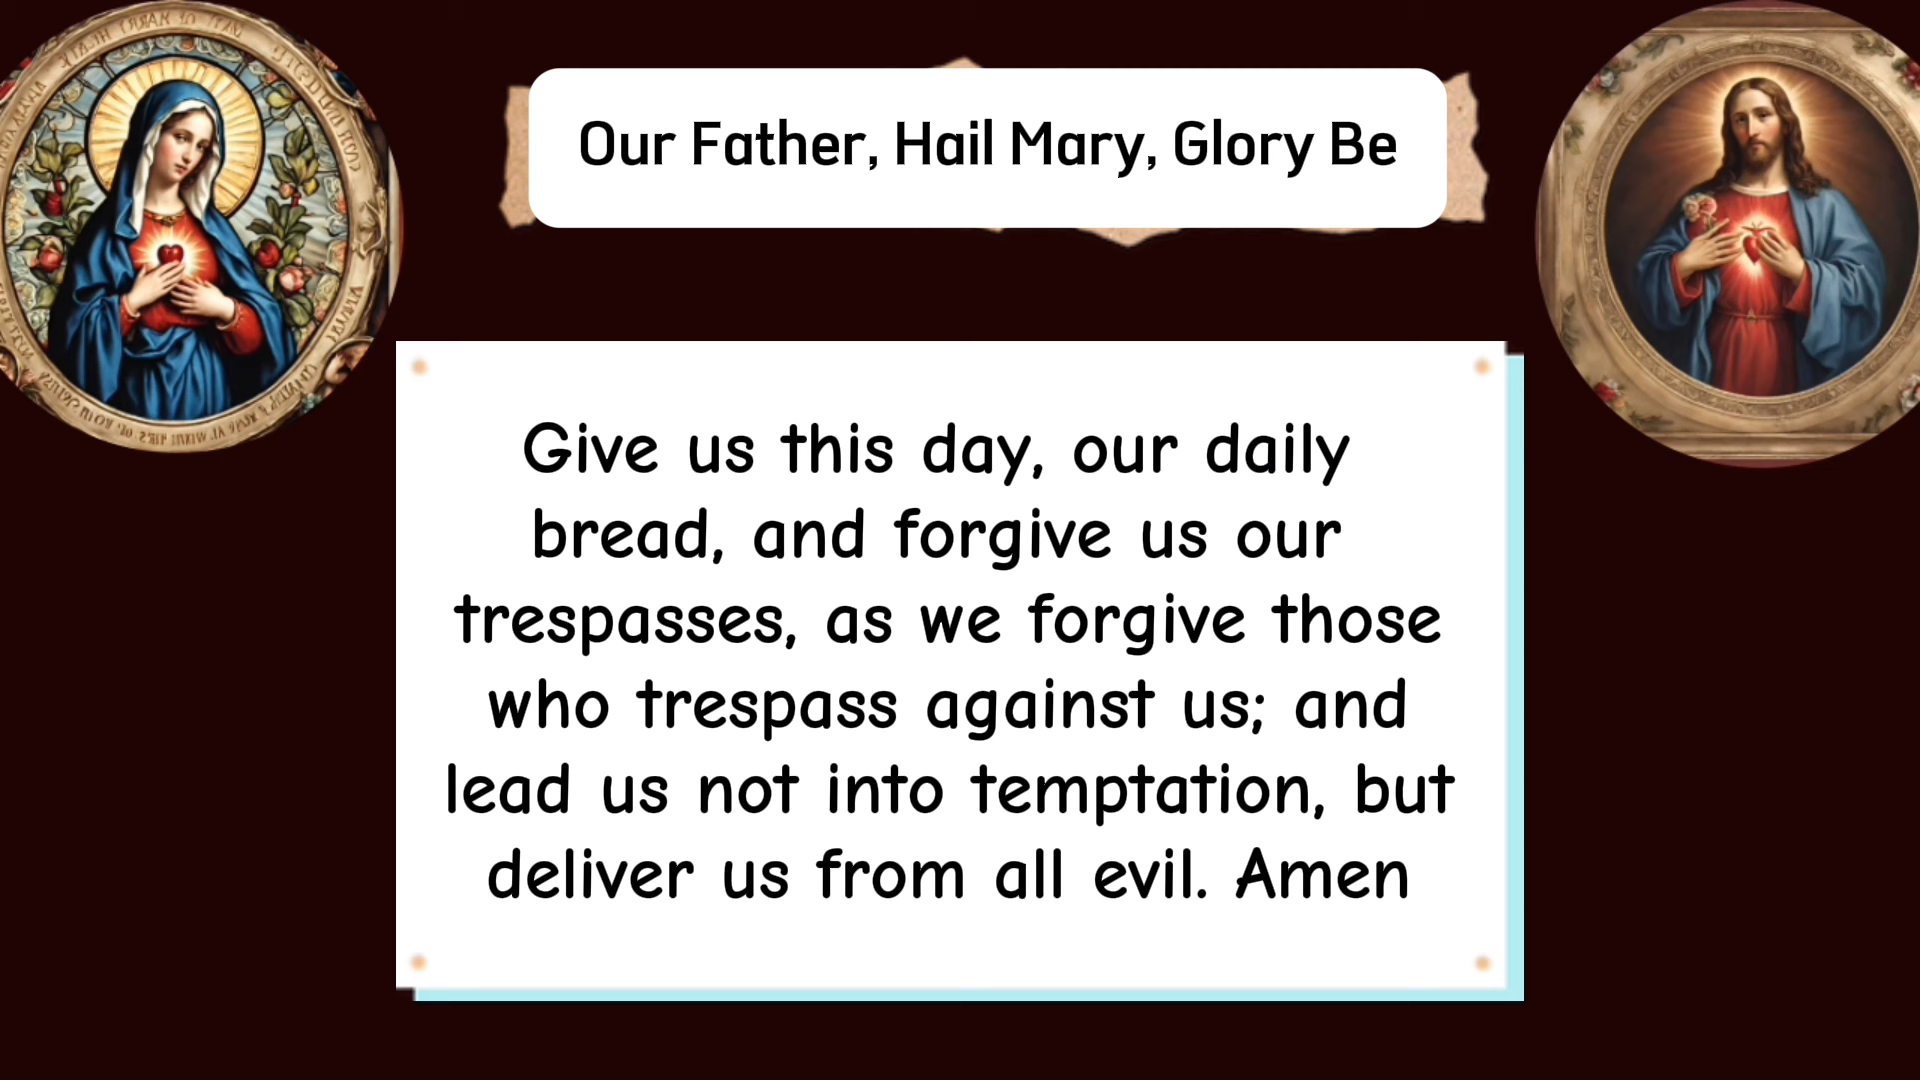 Our Father, Hail Mary, Glory Be
Give us this day, our daily
bread, and forgive us our
trespasses, as we forgive those
who trespass against us; and
lead us not into temptation, but
deliver us from all evil. Amen